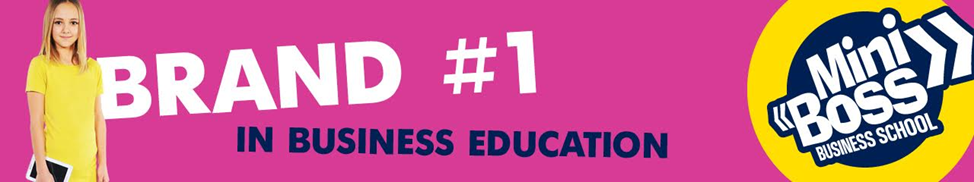 BRAND #1
IN BUSINESS EDUCATION
Mini
Boss
BUSINESS SCHOOL